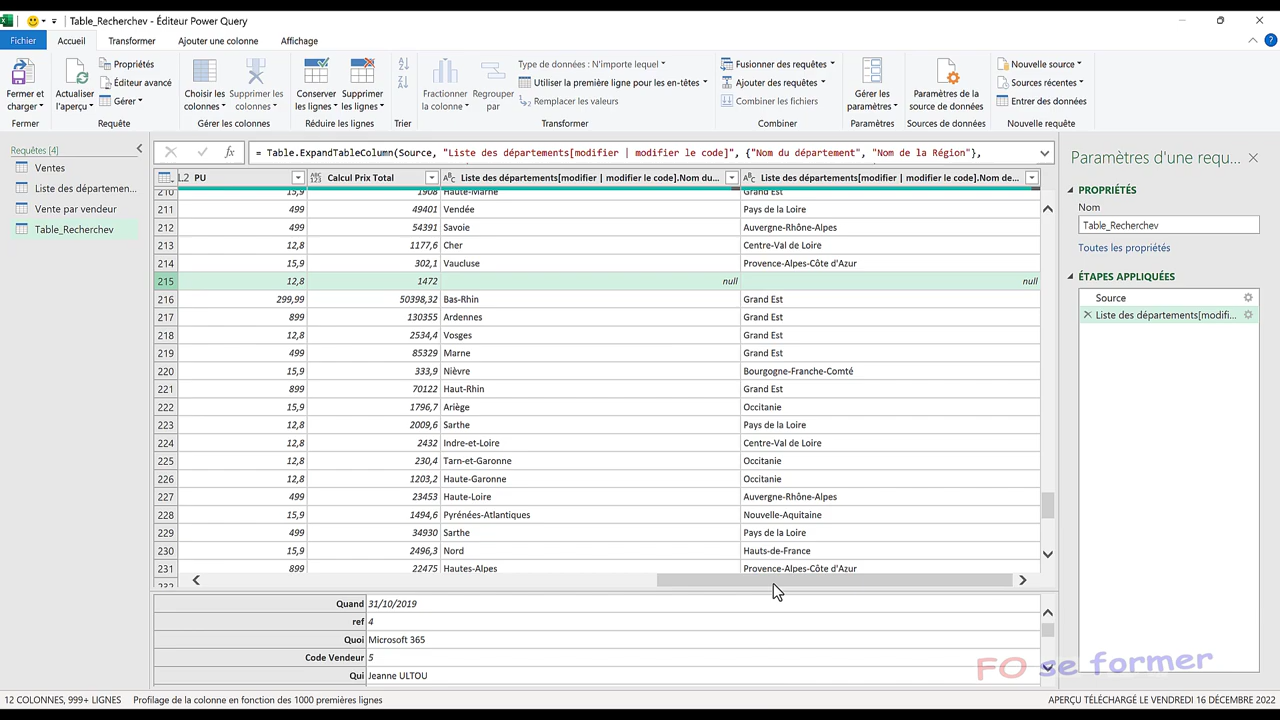 Table_Recherchev - Éditeur Power Query
Fichier Accueil Transformer Ajouter une colonne Affichage
Fermer et charger
Fermer
Actualiser l'aperçu
Propriétés
Éditeur avancé
Gérer
Requête
Choisir les colonnes
Supprimer les colonnes
Gérer les colonnes
Conserver les lignes
Supprimer les lignes
Réduire les lignes
Trier
Fractionner la colonne
Regrouper par
Type de données : N'importe lequel
Utiliser la première ligne pour les en-têtes
Remplacer les valeurs
Transformer
Fusionner des requêtes
Ajouter des requêtes
Combiner les fichiers
Combiner
Gérer les paramètres
Paramètres
Paramètres de la source de données
Sources de données
Nouvelle source
Sources récentes
Entrer des données
Nouvelle requête
Requêtes [4]
Ventes
Liste des départemen...
Vente par vendeur
Table_Recherchev
fx = Table.ExpandTableColumn(Source, "Liste des départements[modifier | modifier le code]", {"Nom du département", "Nom de la Région"},
1.2 PU ABC 123 Calcul Prix Total ABC Liste des départements[modifier | modifier le code].Nom du... ABC Liste des départements[modifier | modifier le code].Nom de...
210 15,9 1908 Haute-Marne Grand Est
211 499 49401 Vendée Pays de la Loire
212 499 54391 Savoie Auvergne-Rhône-Alpes
213 12,8 1177,6 Cher Centre-Val de Loire
214 15,9 302,1 Vaucluse Provence-Alpes-Côte d'Azur
215 12,8 1472 null null
216 299,99 50398,32 Bas-Rhin Grand Est
217 899 130355 Ardennes Grand Est
218 12,8 2534,4 Vosges Grand Est
219 499 85329 Marne Grand Est
220 15,9 333,9 Nièvre Bourgogne-Franche-Comté
221 899 70122 Haut-Rhin Grand Est
222 15,9 1796,7 Ariège Occitanie
223 12,8 2009,6 Sarthe Pays de la Loire
224 12,8 2432 Indre-et-Loire Centre-Val de Loire
225 12,8 230,4 Tarn-et-Garonne Occitanie
226 12,8 1203,2 Haute-Garonne Occitanie
227 499 23453 Haute-Loire Auvergne-Rhône-Alpes
228 15,9 1494,6 Pyrénées-Atlantiques Nouvelle-Aquitaine
229 499 34930 Sarthe Pays de la Loire
230 15,9 2496,3 Nord Hauts-de-France
231 899 22475 Hautes-Alpes Provence-Alpes-Côte d'Azur
232
Quand 31/10/2019
ref 4
Quoi Microsoft 365
Code Vendeur 5
Qui Jeanne ULTOU
Paramètres d'une requ...
PROPRIÉTÉS
Nom
Table_Recherchev
Toutes les propriétés
ÉTAPES APPLIQUÉES
Source
Liste des départements[modifi...
FO se former
12 COLONNES, 999+ LIGNES Profilage de la colonne en fonction des 1000 premières lignes APERÇU TÉLÉCHARGÉ LE VENDREDI 16 DÉCEMBRE 2022